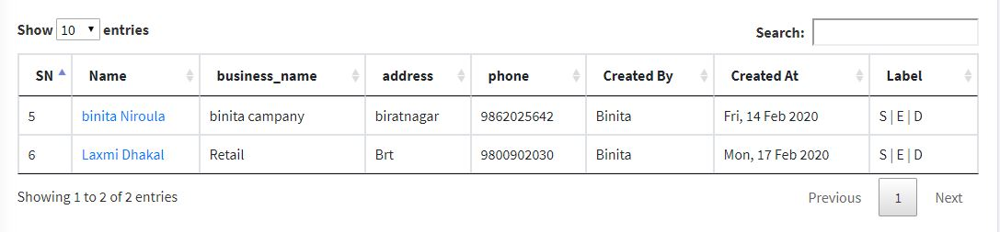 Show 10 entries Search:
SN Name business_name address phone Created By Created At Label
5 binita Niroula binita campany biratnagar 9862025642 Binita Fri, 14 Feb 2020 S | E | D
6 Laxmi Dhakal Retail Brt 9800902030 Binita Mon, 17 Feb 2020 S | E | D
Showing 1 to 2 of 2 entries Previous 1 Next